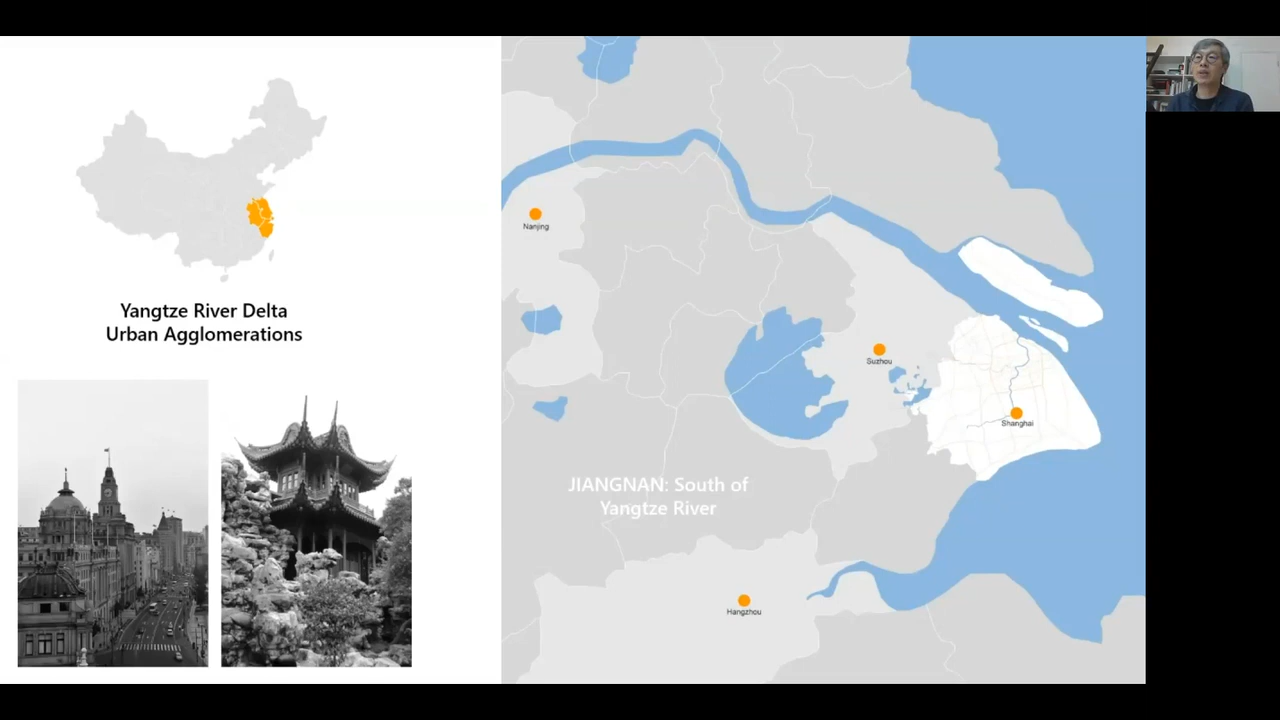 Yangtze River Delta
Urban Agglomerations
Nanjing
Suzhou
Shanghai
JIANGNAN: South of
Yangtze River
Hangzhou